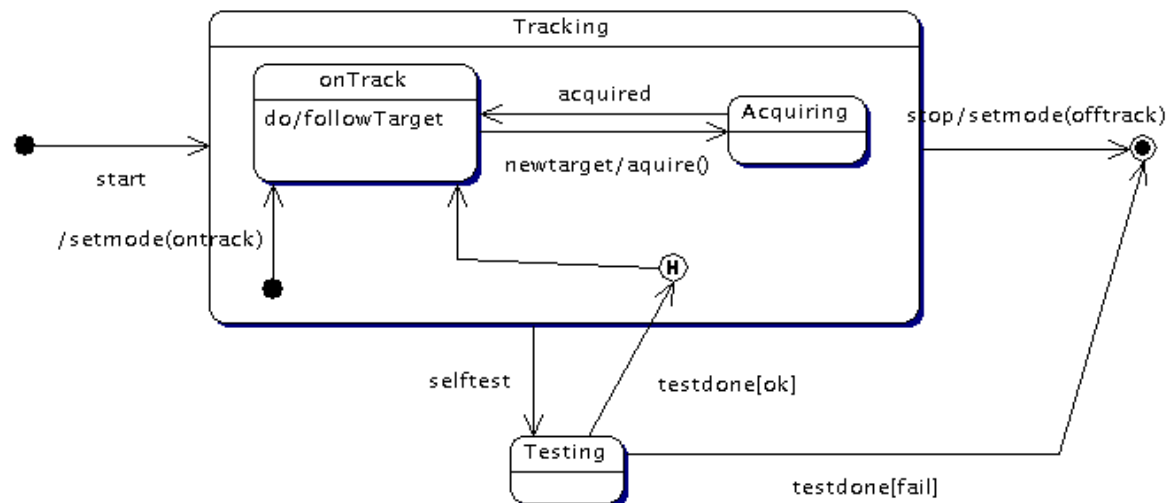 Tracking
onTrack
do/followTarget
acquired
Acquiring
stop/setmode(offtrack)
start
newtarget/aquire()
/setmode(ontrack)
H
selftest
testdone[ok]
Testing
testdone[fail]